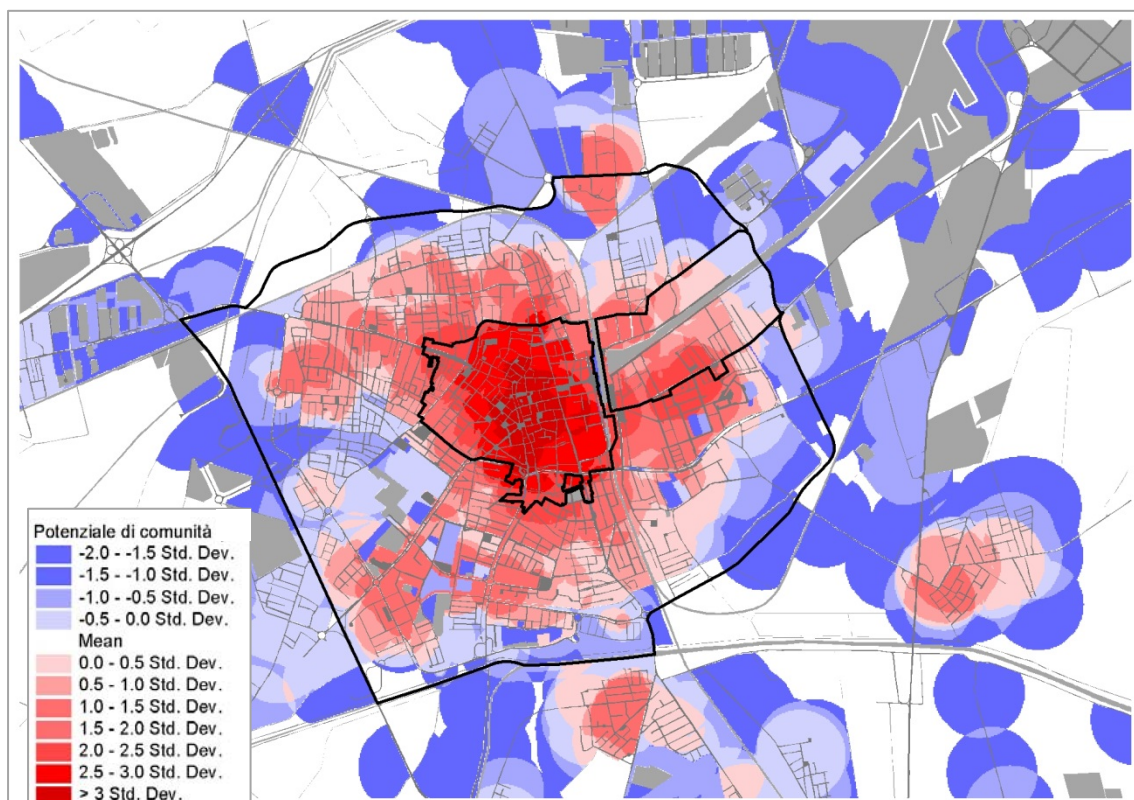 Potenziale di comunità
-2.0 - -1.5 Std. Dev.
-1.5 - -1.0 Std. Dev.
-1.0 - -0.5 Std. Dev.
-0.5 - 0.0 Std. Dev.
Mean
0.0 - 0.5 Std. Dev.
0.5 - 1.0 Std. Dev.
1.0 - 1.5 Std. Dev.
1.5 - 2.0 Std. Dev.
2.0 - 2.5 Std. Dev.
2.5 - 3.0 Std. Dev.
> 3 Std. Dev.